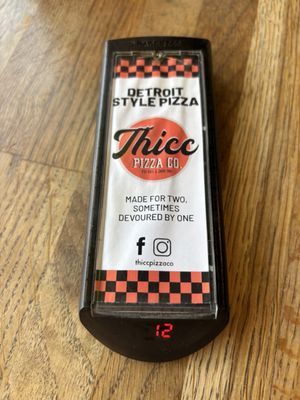 DETROIT
STYLE PIZZA
Thicc
PIZZA CO.
MADE FOR TWO,
SOMETIMES
DEVOURED BY ONE
f
thiccpizzaco
12